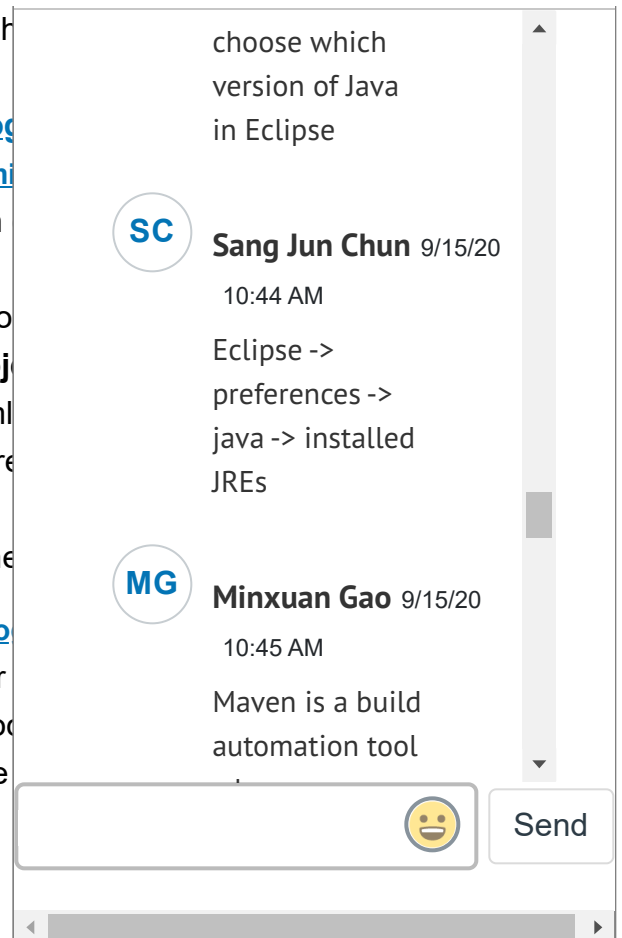 choose which
version of Java
in Eclipse
SC
Sang Jun Chun 9/15/20
10:44 AM
Eclipse ->
preferences ->
java -> installed
JREs
MG
Minxuan Gao 9/15/20
10:45 AM
Maven is a build
automation tool
Send